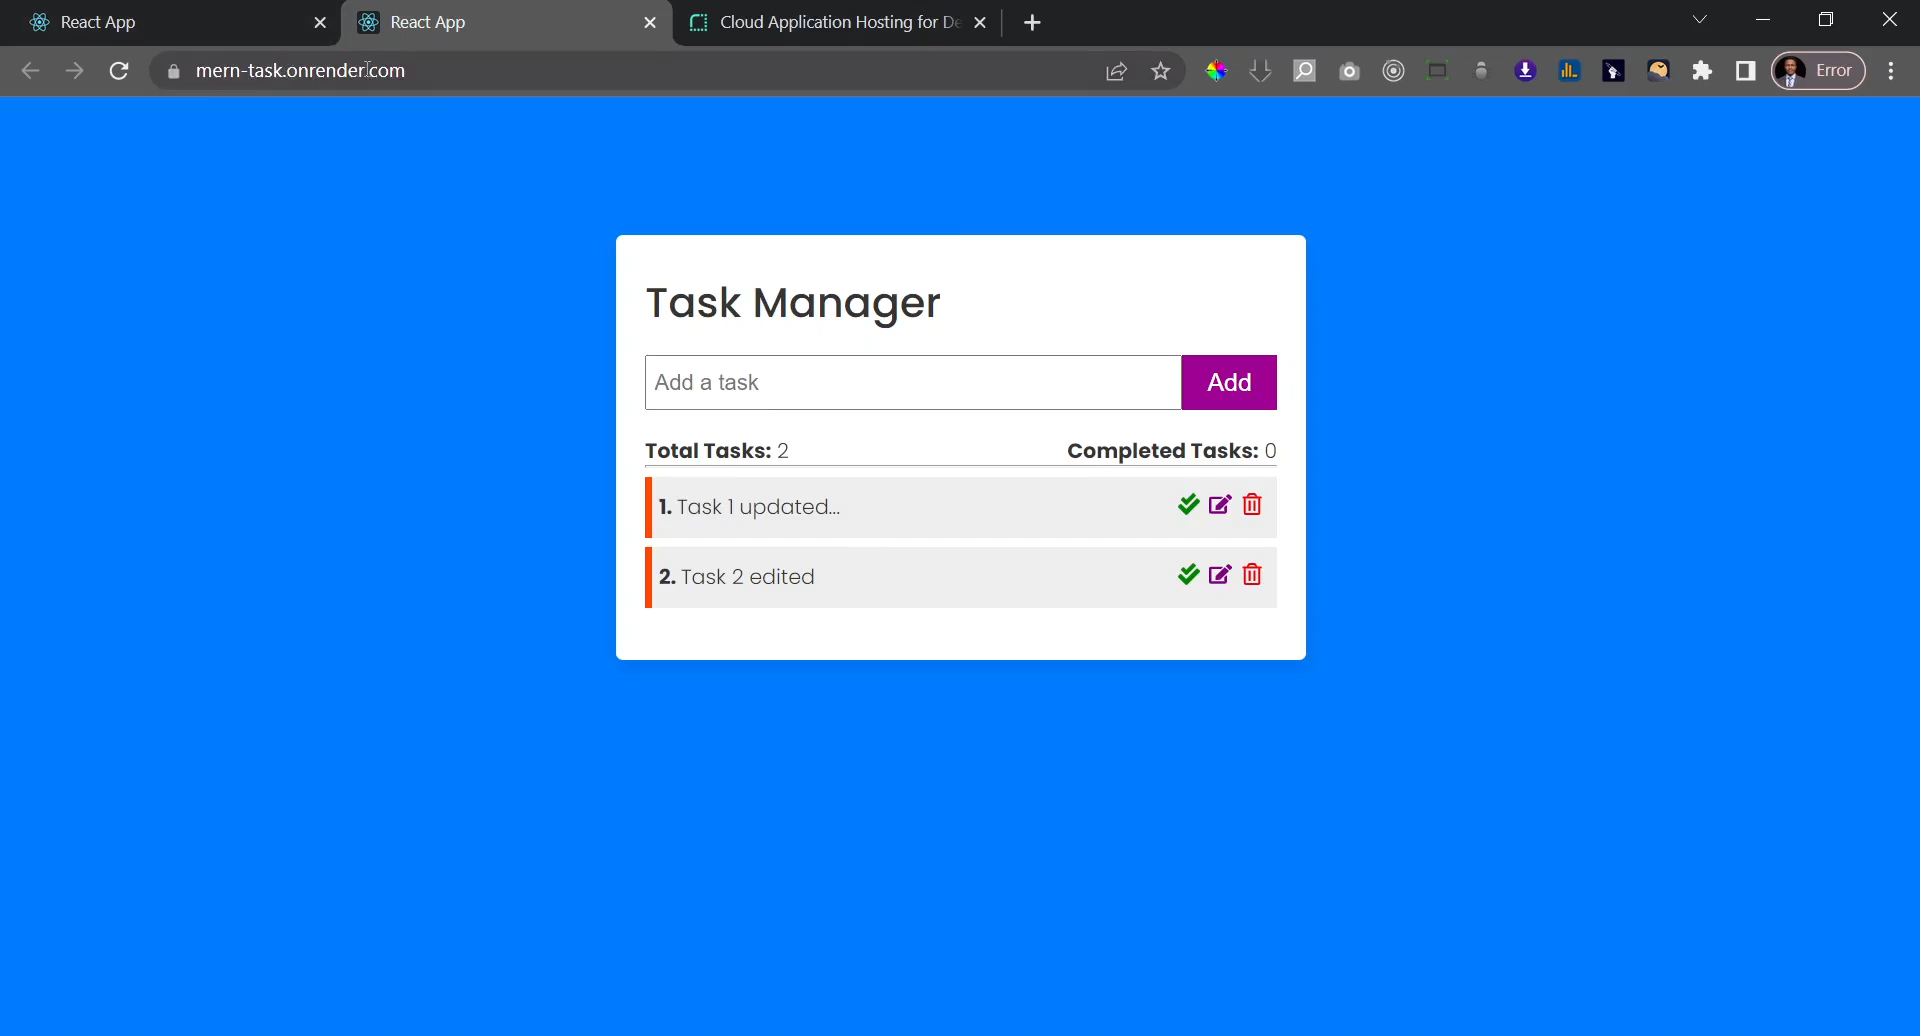 React App
React App
Cloud Application Hosting for De
mern-task.onrender.com
Error
Task Manager
Add a task
Add
Total Tasks: 2
Completed Tasks: 0
1. Task 1 updated...
2. Task 2 edited